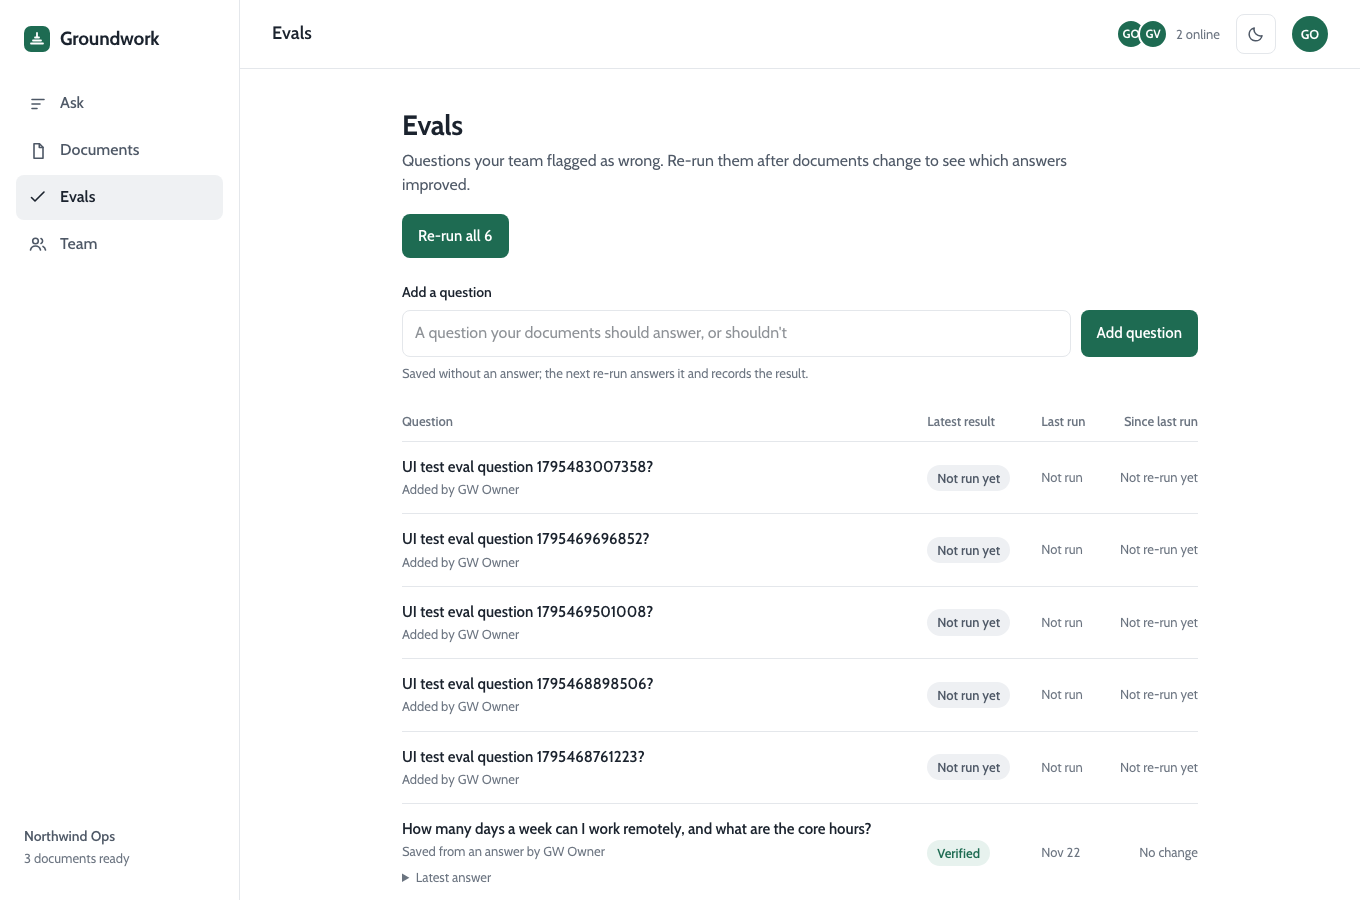 Groundwork
Evals
GO GV 2 online
GO
Ask
Documents
Evals
Team
Evals
Questions your team flagged as wrong. Re-run them after documents change to see which answers
improved.
Re-run all 6
Add a question
A question your documents should answer, or shouldn't
Add question
Saved without an answer; the next re-run answers it and records the result.
Question Latest result Last run Since last run
UI test eval question 1795483007358?
Added by GW Owner
Not run yet Not run Not re-run yet
UI test eval question 1795469696852?
Added by GW Owner
Not run yet Not run Not re-run yet
UI test eval question 1795469501008?
Added by GW Owner
Not run yet Not run Not re-run yet
UI test eval question 1795468898506?
Added by GW Owner
Not run yet Not run Not re-run yet
UI test eval question 1795468761223?
Added by GW Owner
Not run yet Not run Not re-run yet
How many days a week can I work remotely, and what are the core hours?
Saved from an answer by GW Owner
Verified Nov 22 No change
Latest answer
Northwind Ops
3 documents ready